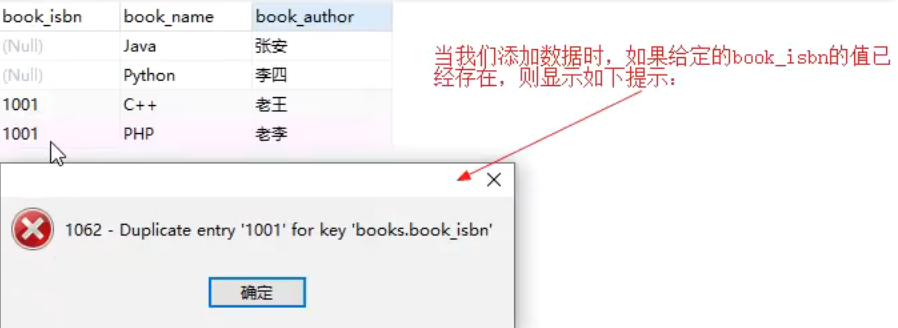 book_isbn book_name book_author
(Null) Java 张安
(Null) Python 李四
1001 C++ 老王
1001 PHP 老李
当我们添加数据时，如果给定的book_isbn的值已
经存在，则显示如下提示：
1062 - Duplicate entry '1001' for key 'books.book_isbn'
确定